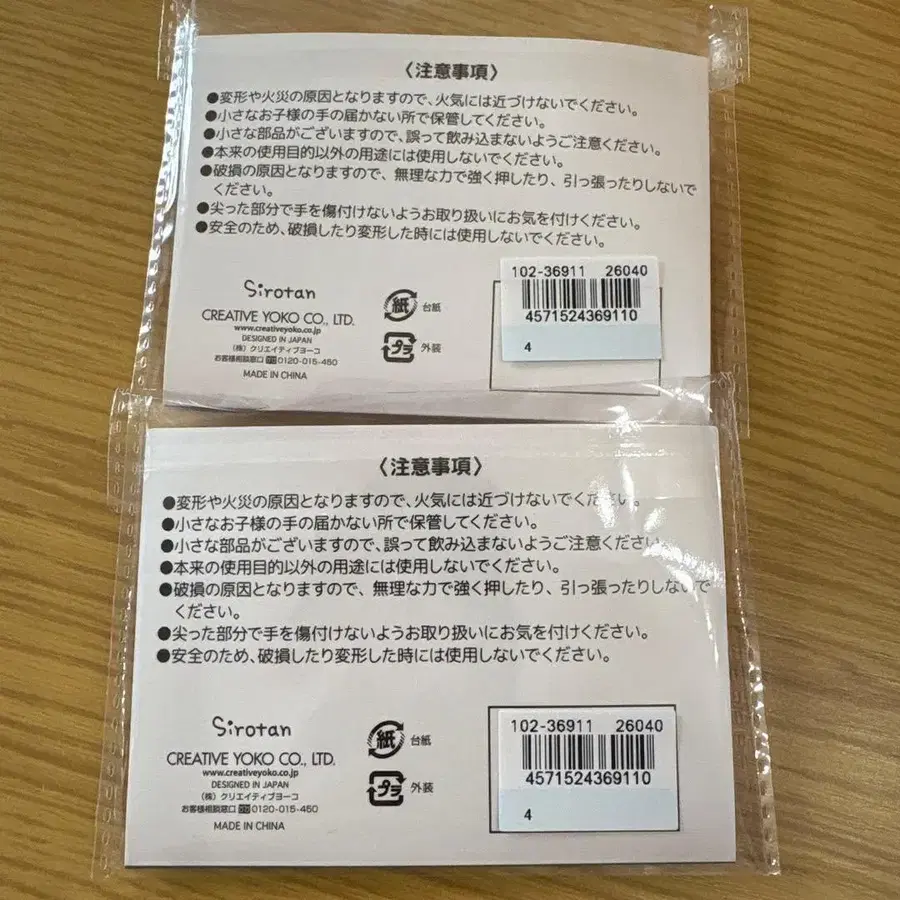 〈注意事項〉
●変形や火災の原因となりますので、火気には近づけないでください。
●小さなお子様の手の届かない所で保管してください。
●小さな部品がございますので、誤って飲み込まないようご注意ください。
●本来の使用目的以外の用途には使用しないでください。
●破損の原因となりますので、無理な力で強く押したり、引っ張ったりしないで
ください。
●尖った部分で手を傷付けないようお取り扱いにお気を付けください。
●安全のため、破損したり変形した時には使用しないでください。
102-36911 26040
4571524369110
4
Sirotan
CREATIVE YOKO CO., LTD.
www.creativeyoko.co.jp
DESIGNED IN JAPAN
(株)クリエイティブヨーコ
お客様相談窓口 0120-015-450
MADE IN CHINA
紙 台紙
プラ 外装
〈注意事項〉
●変形や火災の原因となりますので、火気には近づけないでください。
●小さなお子様の手の届かない所で保管してください。
●小さな部品がございますので、誤って飲み込まないようご注意ください。
●本来の使用目的以外の用途には使用しないでください。
●破損の原因となりますので、無理な力で強く押したり、引っ張ったりしないで
ください。
●尖った部分で手を傷付けないようお取り扱いにお気を付けください。
●安全のため、破損したり変形した時には使用しないでください。
102-36911 26040
4571524369110
4
Sirotan
CREATIVE YOKO CO., LTD.
www.creativeyoko.co.jp
DESIGNED IN JAPAN
(株)クリエイティブヨーコ
お客様相談窓口 0120-015-450
MADE IN CHINA
紙 台紙
プラ 外装